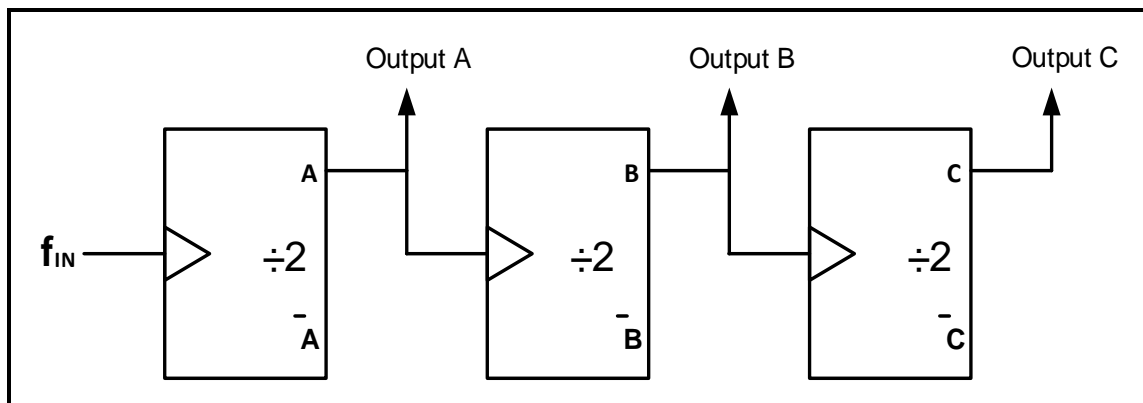 Output A
Output B
Output C
A
B
C
fIN
÷2
÷2
÷2
A̅
B̅
C̅